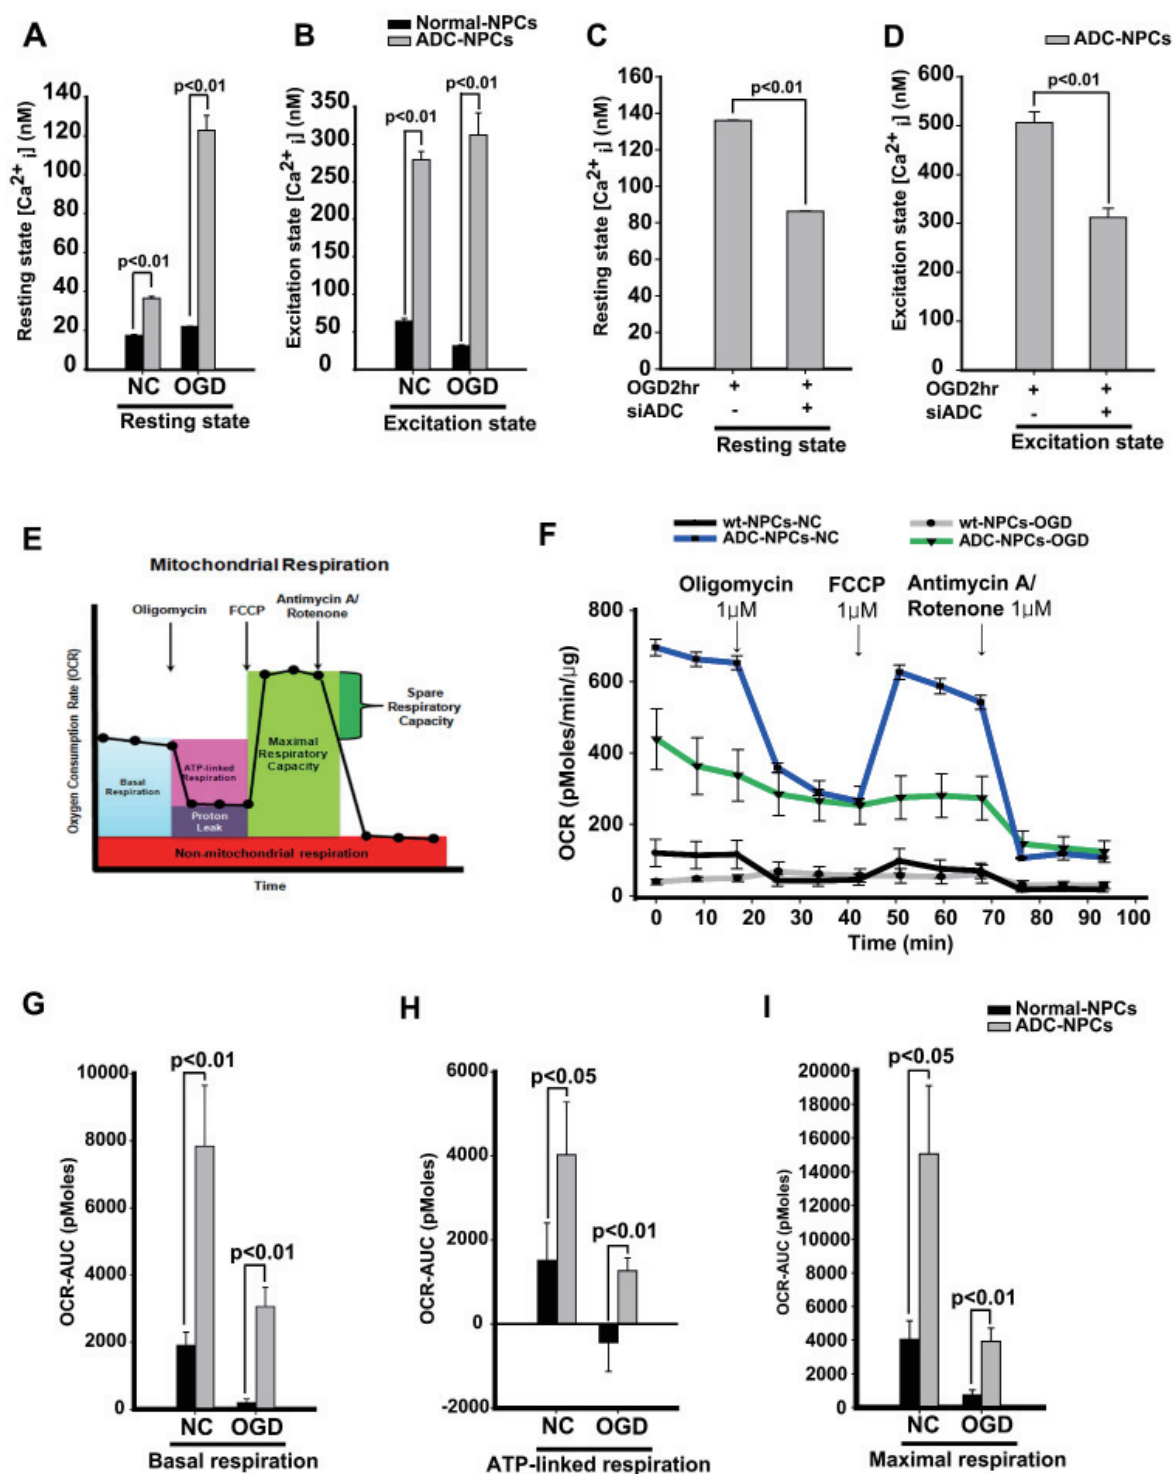 A
Resting state [Ca2+ i] (nM)
140
120
100
80
60
40
20
0
p<0.01
p<0.01
NC OGD
Resting state
B
Normal-NPCs
ADC-NPCs
Excitation state [Ca2+ i] (nM)
350
300
250
200
150
100
50
0
p<0.01
p<0.01
NC OGD
Excitation state
C
Resting state [Ca2+ i] (nM)
160
140
120
100
80
60
40
20
0
p<0.01
OGD2hr + +
siADC - +
Resting state
D
ADC-NPCs
Excitation state [Ca2+ i] (nM)
600
500
400
300
200
100
0
p<0.01
OGD2hr + +
siADC - +
Excitation state
E
Mitochondrial Respiration
Oxygen Consumption Rate (OCR)
Oligomycin
FCCP
Antimycin A/
Rotenone
Basal
Respiration
ATP-linked
Respiration
Proton
Leak
Maximal
Respiratory
Capacity
Spare
Respiratory
Capacity
Non-mitochondrial respiration
Time
F
wt-NPCs-NC
ADC-NPCs-NC
wt-NPCs-OGD
ADC-NPCs-OGD
Oligomycin
1µM
FCCP
1µM
Antimycin A/
Rotenone 1µM
OCR (pMoles/min/µg)
800
600
400
200
0
0 10 20 30 40 50 60 70 80 90 100
Time (min)
G
OCR-AUC (pMoles)
10000
8000
6000
4000
2000
0
p<0.01
p<0.01
NC OGD
Basal respiration
H
OCR-AUC (pMoles)
6000
4000
2000
0
-2000
p<0.05
p<0.01
NC OGD
ATP-linked respiration
I
Normal-NPCs
ADC-NPCs
OCR-AUC (pMoles)
20000
18000
16000
14000
12000
10000
8000
6000
4000
2000
0
p<0.05
p<0.01
NC OGD
Maximal respiration